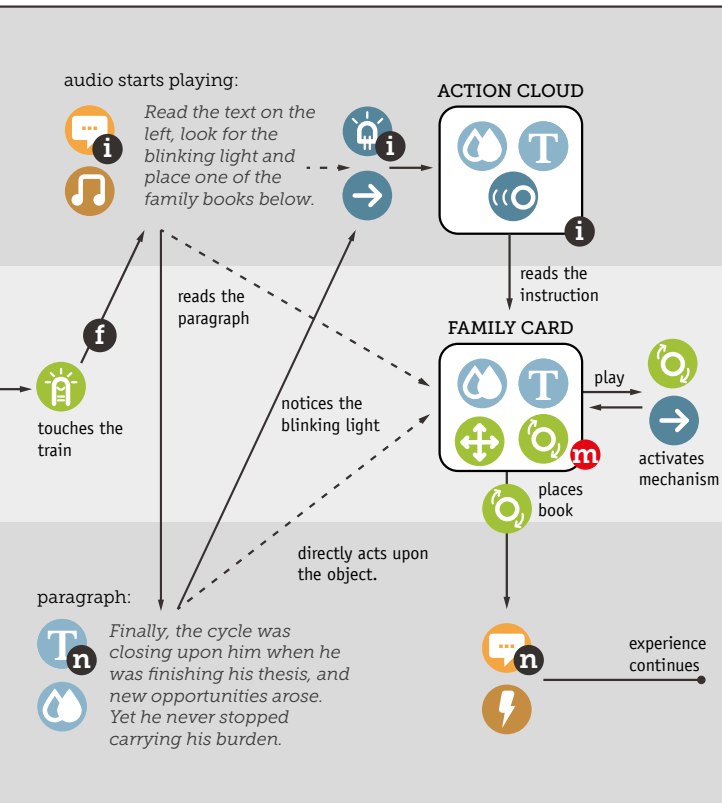 audio starts playing:
i
Read the text on the
left, look for the
blinking light and
place one of the
family books below.
i
ACTION CLOUD
T
i
reads the
instruction
reads the
paragraph
f
touches the
train
notices the
blinking light
FAMILY CARD
T
m
play
activates
mechanism
places
book
directly acts upon
the object.
paragraph:
T
n
Finally, the cycle was
closing upon him when he
was finishing his thesis, and
new opportunities arose.
Yet he never stopped
carrying his burden.
n
experience
continues